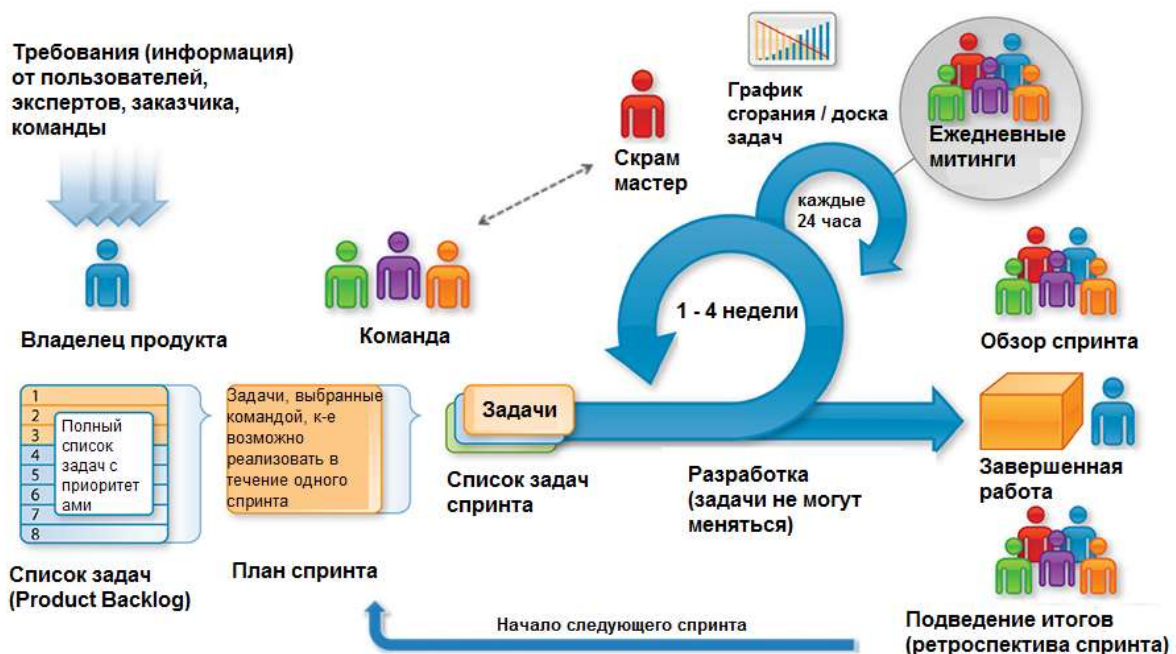 Требования (информация)
от пользователей,
экспертов, заказчика,
команды
Владелец продукта
Команда
Скрам
мастер
График
сгорания / доска
задач
Ежедневные
митинги
каждые
24 часа
1 - 4 недели
Обзор спринта
1
2
3
4
5
6
7
8
Полный
список
задач с
приоритет
ами
Список задач
(Product Backlog)
Задачи, выбранные
командой, к-е
возможно
реализовать в
течение одного
спринта
План спринта
Задачи
Список задач
спринта
Разработка
(задачи не могут
меняться)
Завершенная
работа
Подведение итогов
(ретроспектива спринта)
Начало следующего спринта